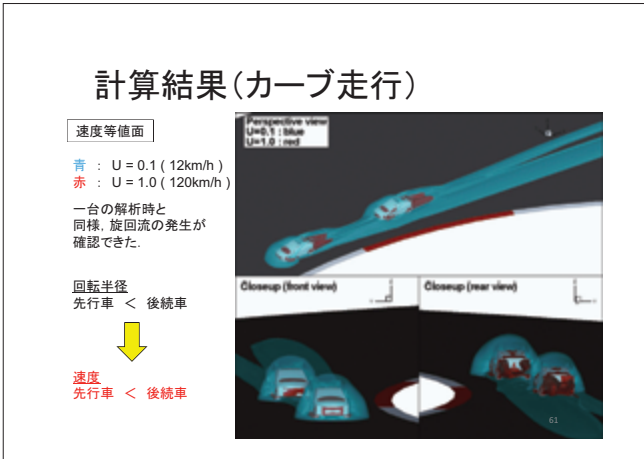 計算結果(カーブ走行)
速度等値面
青 : U = 0.1 ( 12km/h )
赤 : U = 1.0 ( 120km/h )
一台の解析時と
同様, 旋回流の発生が
確認できた.
回転半径
先行車 < 後続車
速度
先行車 < 後続車
Perspective view
U=0.1 : blue
U=1.0 : red
Closeup (front view)
Closeup (rear view)
61